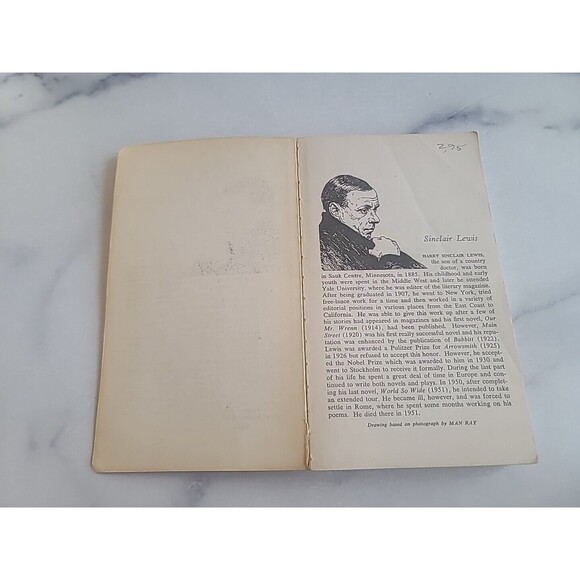 2.95
Sinclair Lewis
HARRY SINCLAIR LEWIS,
the son of a country
doctor, was born
in Sauk Centre, Minnesota, in 1885. His childhood and early
youth were spent in the Middle West and later he attended
Yale University, where he was editor of the literary magazine.
After being graduated in 1907, he went to New York, tried
free-lance work for a time and then worked in a variety of
editorial positions in various places from the East Coast to
California. He was able to give this work up after a few of
his stories had appeared in magazines and his first novel, Our
Mr. Wrenn (1914), had been published. However, Main
Street (1920) was his first really successful novel and his repu-
tation was enhanced by the publication of Babbitt (1922).
Lewis was awarded a Pulitzer Prize for Arrowsmith (1925)
in 1926 but refused to accept this honor. However, he accept-
ed the Nobel Prize which was awarded to him in 1930 and
went to Stockholm to receive it formally. During the last part
of his life he spent a great deal of time in Europe and con-
tinued to write both novels and plays. In 1950, after complet-
ing his last novel, World So Wide (1951), he intended to take
an extended tour. He became ill, however, and was forced to
settle in Rome, where he spent some months working on his
poems. He died there in 1951.
Drawing based on photograph by MAN RAY